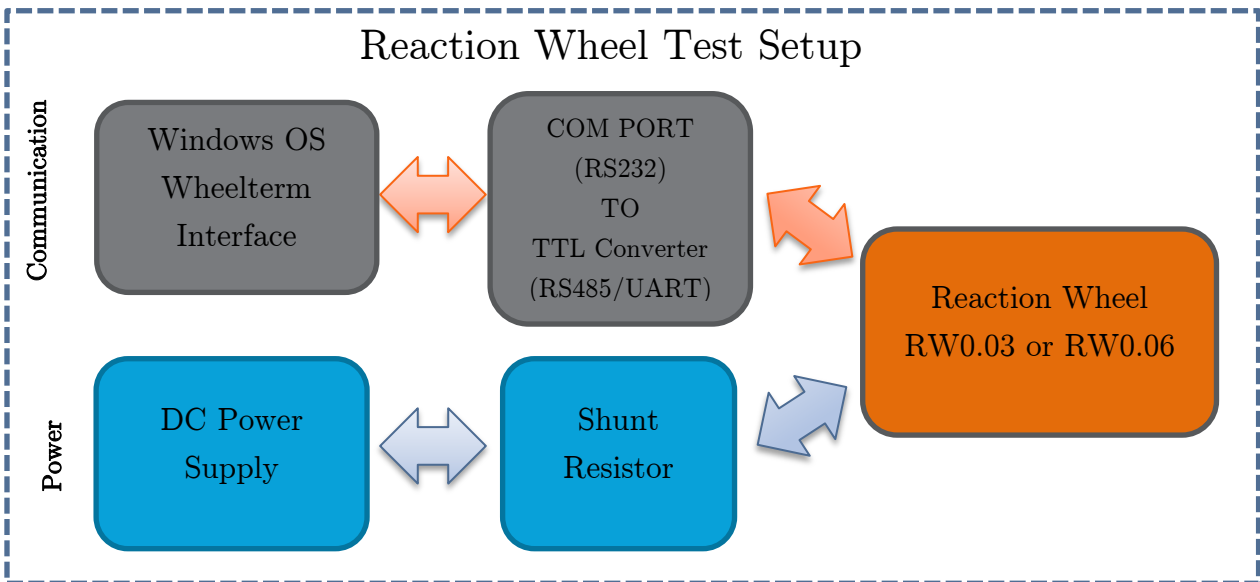 Reaction Wheel Test Setup
Communication
Windows OS
Wheelterm
Interface
COM PORT
(RS232)
TO
TTL Converter
(RS485/UART)
Reaction Wheel
RW0.03 or RW0.06
Power
DC Power
Supply
Shunt
Resistor